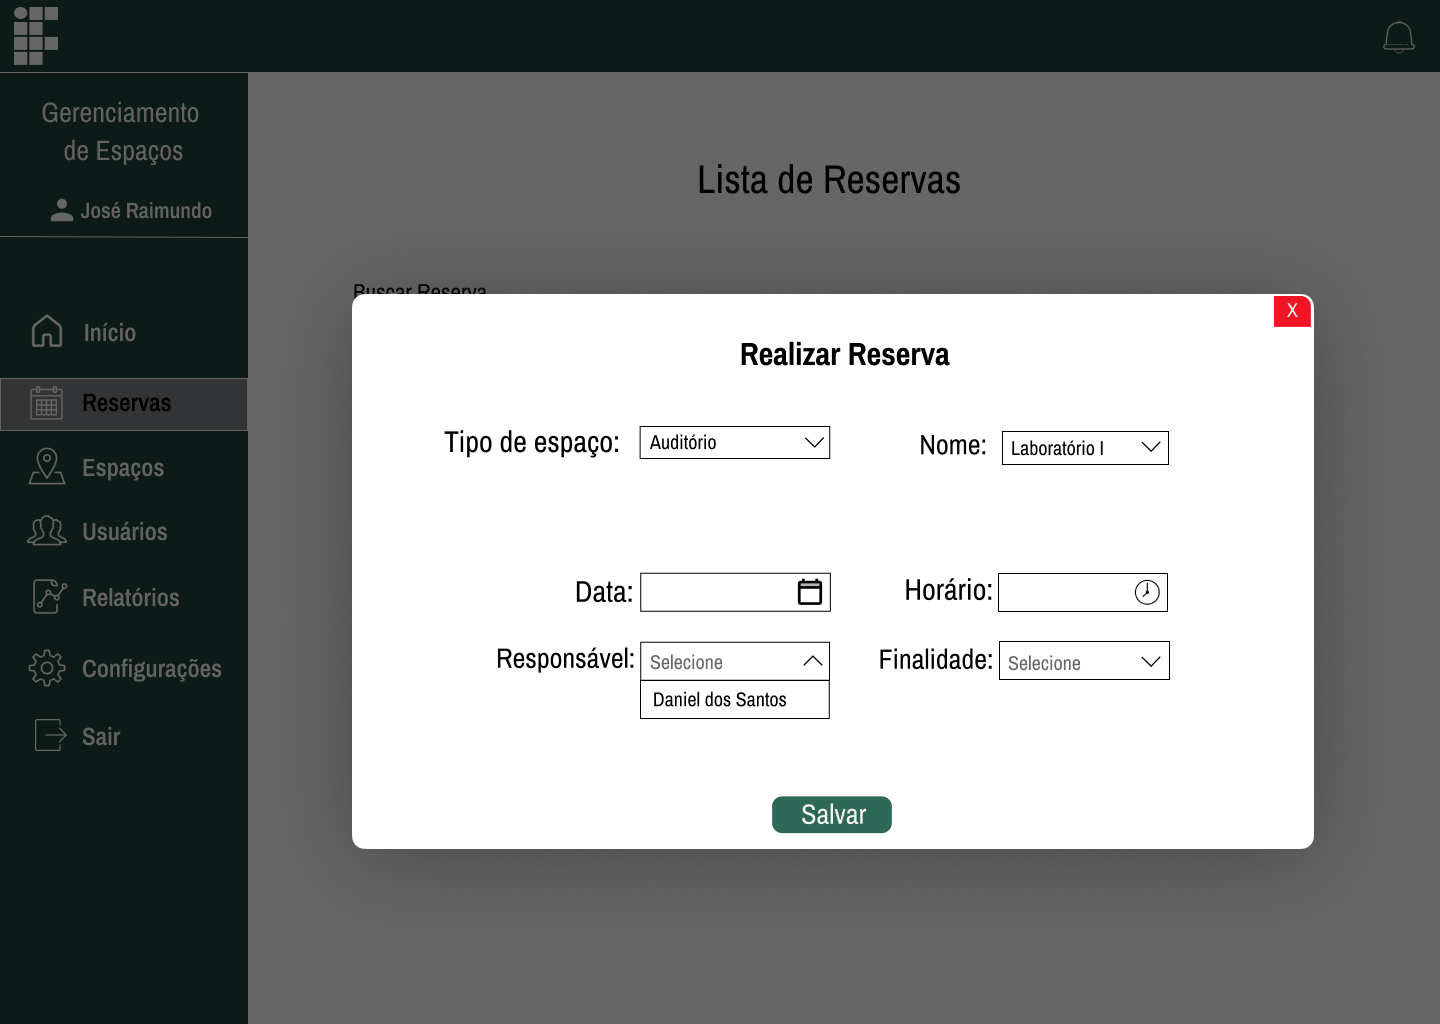 Gerenciamento
de Espaços
José Raimundo
Início
Reservas
Espaços
Usuários
Relatórios
Configurações
Sair
Lista de Reservas
Buscar Reserva
X
Realizar Reserva
Tipo de espaço: Auditório
Nome: Laboratório I
Data:
Horário:
Responsável: Selecione
Daniel dos Santos
Finalidade: Selecione
Salvar